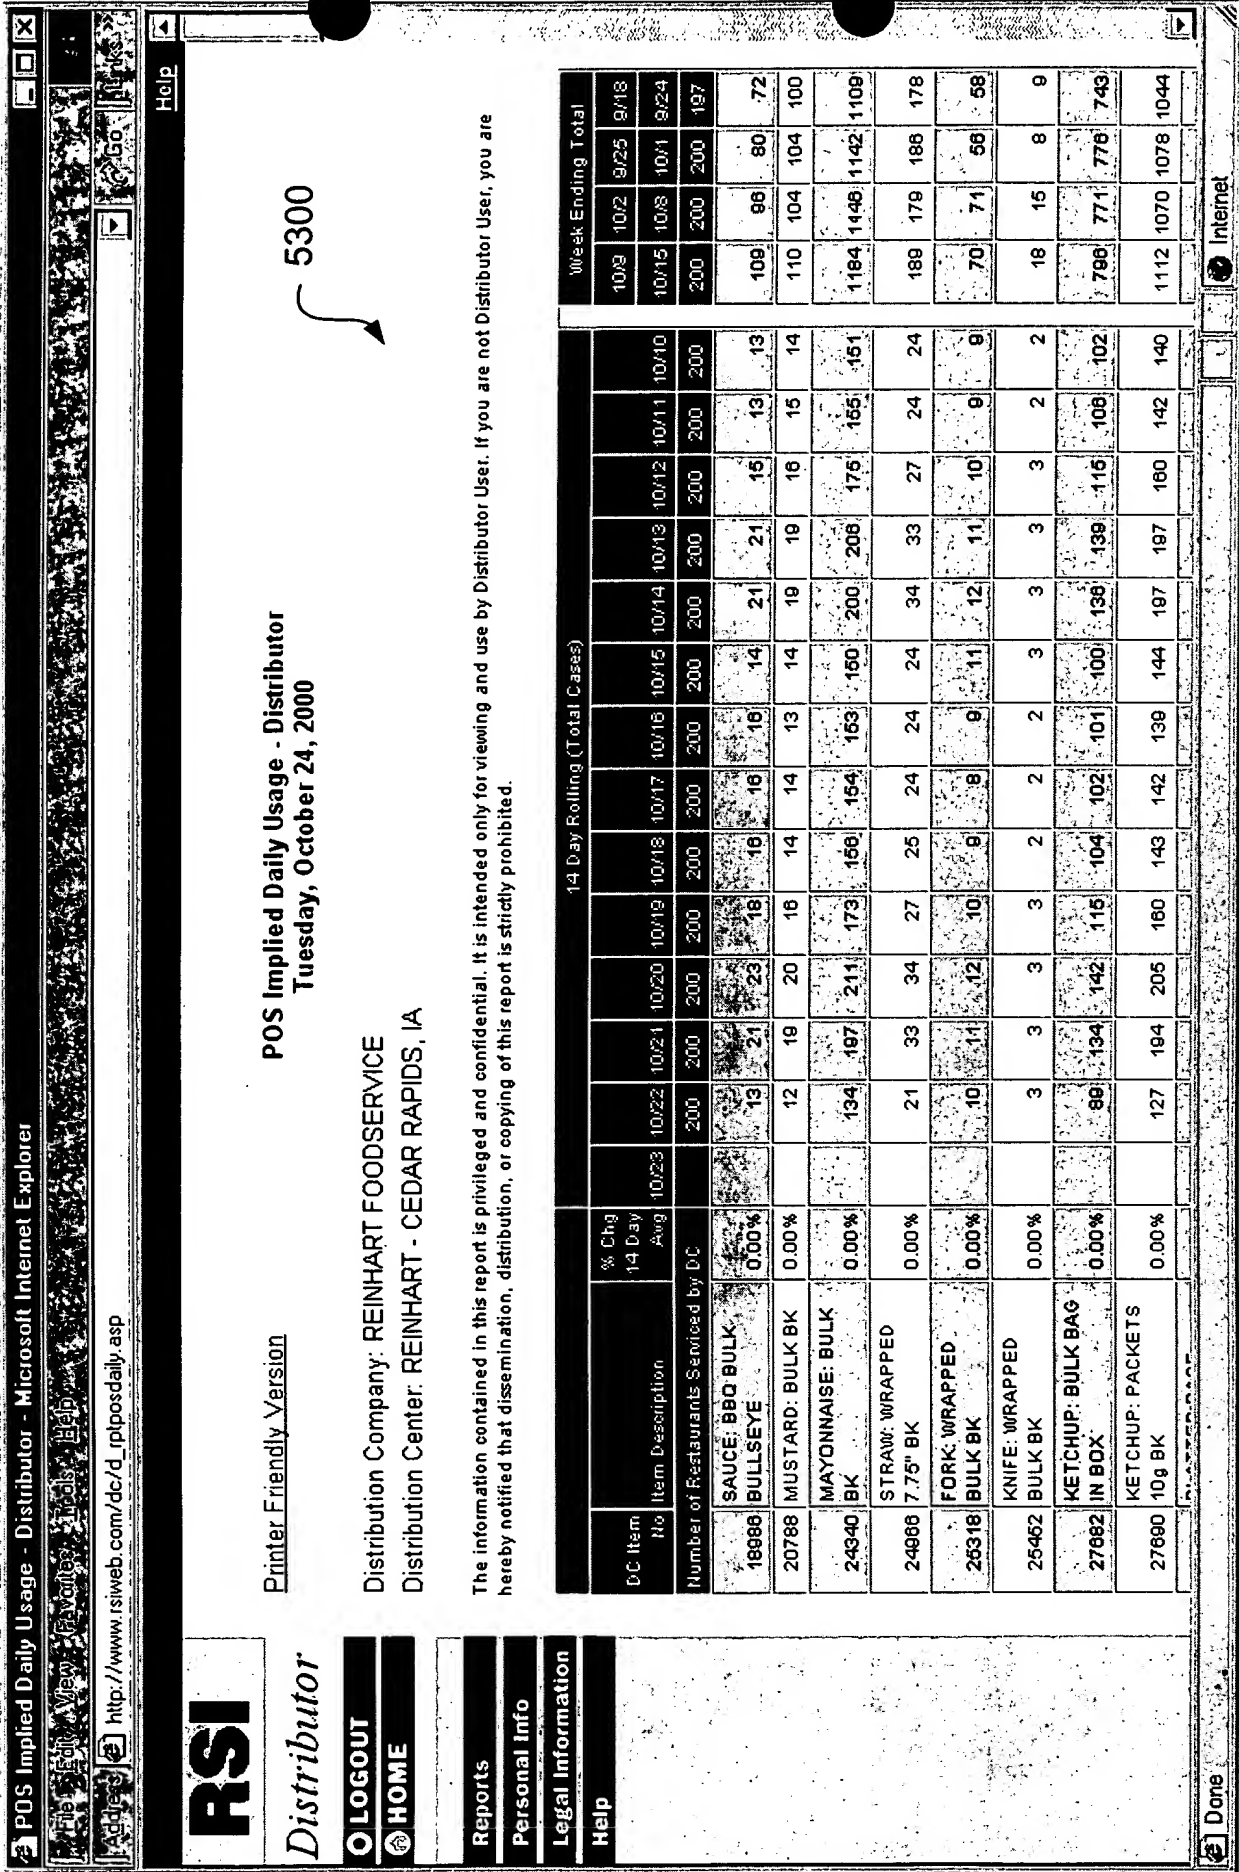 POS Implied Daily Usage - Distributor - Microsoft Internet Explorer
File Edit View Favorites Tools Help
Address http://www.rsiweb.com/dc/d_rptposdaily.asp Go Links >>
Help
RSI
Distributor
LOGOUT
HOME
Reports
Personal Info
Legal Information
Help
Printer Friendly Version
POS Implied Daily Usage - Distributor
Tuesday, October 24, 2000
5300
Distribution Company: REINHART FOODSERVICE
Distribution Center: REINHART - CEDAR RAPIDS, IA
The information contained in this report is privileged and confidential. It is intended only for viewing and use by Distributor User. If you are not Distributor User, you are
hereby notified that dissemination, distribution, or copying of this report is strictly prohibited.
14 Day Rolling (Total Cases) Week Ending Total
% Chg 10/9 10/2 9/25 9/18
DC Item 14 Day
No Item Description Avg 10/23 10/22 10/21 10/20 10/19 10/18 10/17 10/16 10/15 10/14 10/13 10/12 10/11 10/10 10/15 10/8 10/1 9/24
Number of Restaurants Serviced by DC 200 200 200 200 200 200 200 200 200 200 200 200 200 200 200 200 197
SAUCE: BBQ BULK
18986 BULLSEYE 0.00% 13 21 23 18 16 16 16 14 21 21 15 13 13 109 96 80 72
20788 MUSTARD: BULK BK 0.00% 12 19 20 16 14 14 13 14 19 19 16 15 14 110 104 104 100
MAYONNAISE: BULK
24340 BK 0.00% 134 197 211 173 156 154 153 150 200 206 175 155 151 1184 1446 1142 1109
STRAW: WRAPPED
24966 7.75" BK 0.00% 21 33 34 27 25 24 24 24 34 33 27 24 24 189 179 186 178
FORK: WRAPPED
25318 BULK BK 0.00% 10 11 12 10 9 8 9 11 12 11 10 9 9 70 71 56 58
KNIFE: WRAPPED
25452 BULK BK 0.00% 3 3 3 3 2 2 2 3 3 3 3 2 2 18 15 8 9
KETCHUP: BULK BAG
27682 IN BOX 0.00% 89 134 142 115 104 102 101 100 138 139 115 106 102 796 771 776 743
KETCHUP: PACKETS
27690 10g BK 0.00% 127 194 205 160 143 142 139 144 197 197 160 142 140 1112 1070 1078 1044
Done Internet